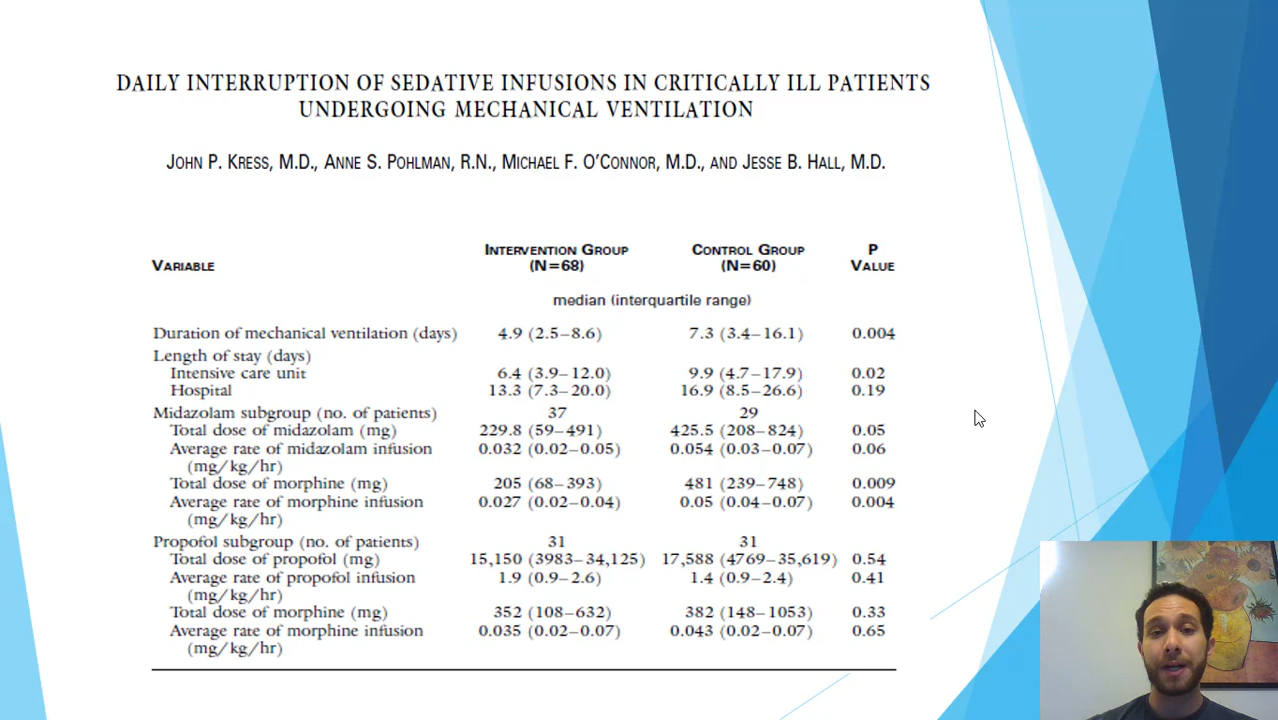 DAILY INTERRUPTION OF SEDATIVE INFUSIONS IN CRITICALLY ILL PATIENTS
UNDERGOING MECHANICAL VENTILATION
JOHN P. KRESS, M.D., ANNE S. POHLMAN, R.N., MICHAEL F. O'CONNOR, M.D., AND JESSE B. HALL, M.D.
VARIABLE INTERVENTION GROUP (N=68) CONTROL GROUP (N=60) P VALUE
median (interquartile range)
Duration of mechanical ventilation (days) 4.9 (2.5–8.6) 7.3 (3.4–16.1) 0.004
Length of stay (days)
Intensive care unit 6.4 (3.9–12.0) 9.9 (4.7–17.9) 0.02
Hospital 13.3 (7.3–20.0) 16.9 (8.5–26.6) 0.19
Midazolam subgroup (no. of patients) 37 29
Total dose of midazolam (mg) 229.8 (59–491) 425.5 (208–824) 0.05
Average rate of midazolam infusion 0.032 (0.02–0.05) 0.054 (0.03–0.07) 0.06
(mg/kg/hr)
Total dose of morphine (mg) 205 (68–393) 481 (239–748) 0.009
Average rate of morphine infusion 0.027 (0.02–0.04) 0.05 (0.04–0.07) 0.004
(mg/kg/hr)
Propofol subgroup (no. of patients) 31 31
Total dose of propofol (mg) 15,150 (3983–34,125) 17,588 (4769–35,619) 0.54
Average rate of propofol infusion 1.9 (0.9–2.6) 1.4 (0.9–2.4) 0.41
(mg/kg/hr)
Total dose of morphine (mg) 352 (108–632) 382 (148–1053) 0.33
Average rate of morphine infusion 0.035 (0.02–0.07) 0.043 (0.02–0.07) 0.65
(mg/kg/hr)